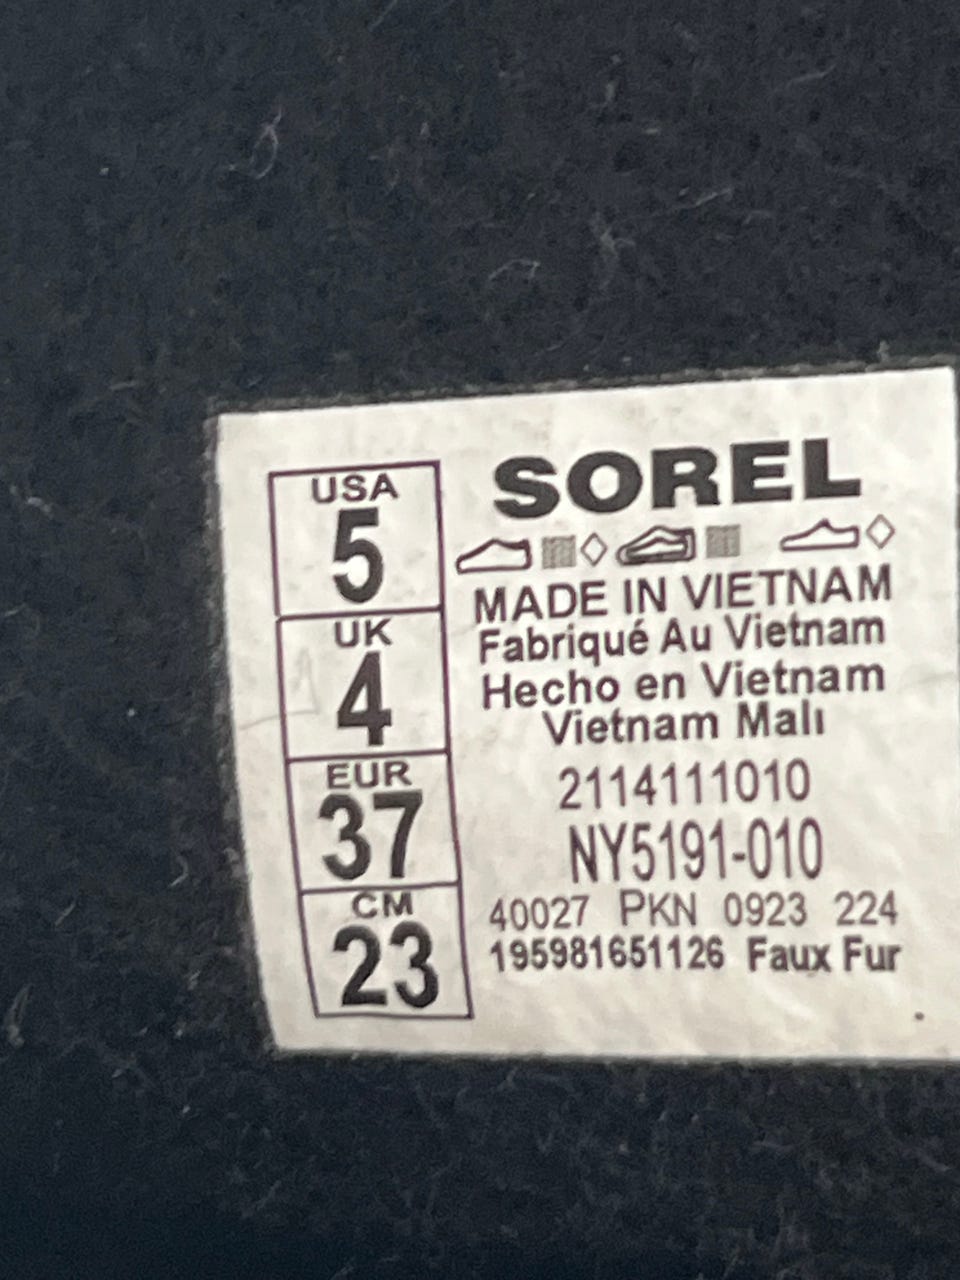 USA
5
UK
4
EUR
37
CM
23
SOREL
MADE IN VIETNAM
Fabriqué Au Vietnam
Hecho en Vietnam
Vietnam Malı
2114111010
NY5191-010
40027 PKN 0923 224
195981651126 Faux Fur